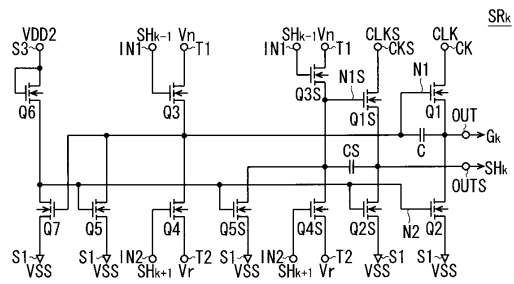 SRk
VDD2 SHk-1 Vn SHk-1 Vn CLKS CLK
S3 IN1 T1 IN1 T1 CKS CK
Q6 Q3 Q3S N1S Q1S N1 Q1
OUT
C Gk
CS SHk
OUTS
Q7 Q5 Q4 Q5S Q4S Q2S N2 Q2
S1 S1 IN2 T2 S1 IN2 T2 S1 S1
VSS VSS SHk+1 Vr VSS SHk+1 Vr VSS VSS